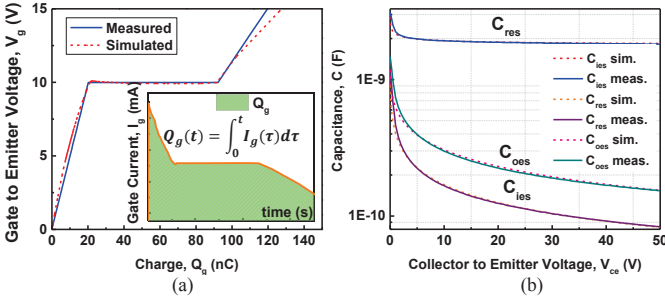 15
10
5
0
Gate to Emitter Voltage, V_g (V)
Measured
Simulated
Gate Current, I_g (mA)
Q_g
Q_g(t) = ∫_0^t I_g(τ)dτ
time (s)
0 20 40 60 80 100 120 140
Charge, Q_g (nC)
(a)
Capacitance, C (F)
1E-9
1E-10
C_res
C_oes
C_ies
C_ies sim.
C_ies meas.
C_res sim.
C_res meas.
C_oes sim.
C_oes meas.
0 10 20 30 40 50
Collector to Emitter Voltage, V_ce (V)
(b)